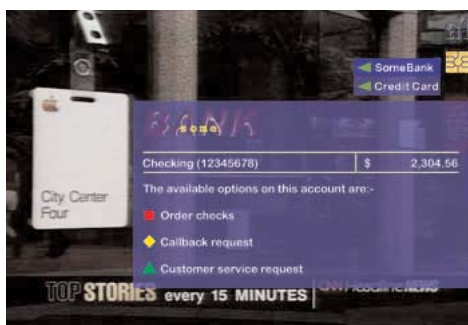 SomeBank
Credit Card
BANK
some
Checking (12345678) $ 2,304.56
The available options on this account are:-
Order checks
Callback request
Customer service request
City Center
Four
TOP STORIES every 15 MINUTES
Headline NEWS